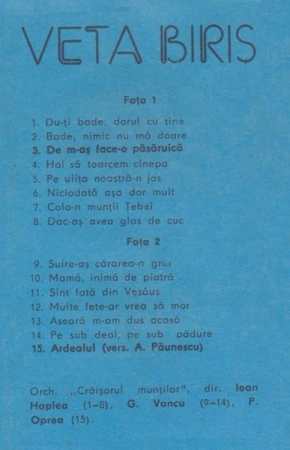 VETA BIRIS
Fața 1
1. Du-ți bade, dorul cu tine
2. Bade, nimic nu mă doare
3. De m-aș face-o păsăruică
4. Hai să toarcem cînepa
5. Pe ulița noastră-n jos
6. Niciodată așa dor mult
7. Colo-n munții Țebei
8. Dac-aș avea glas de cuc
Fața 2
9. Suire-aș cărarea-n grui
10. Mamă, inimă de piatră
11. Sînt fată din Vesăuș
12. Multe fete-ar vrea să mor
13. Aseară m-am dus acasă
14. Pe sub deal, pe sub pădure
15. Ardealul (vers. A. Păunescu)
Orch. ,,Crăișorul munților", dir. Ioan
Haplea (1—8), G. Vancu (9—14), P.
Oprea (15).